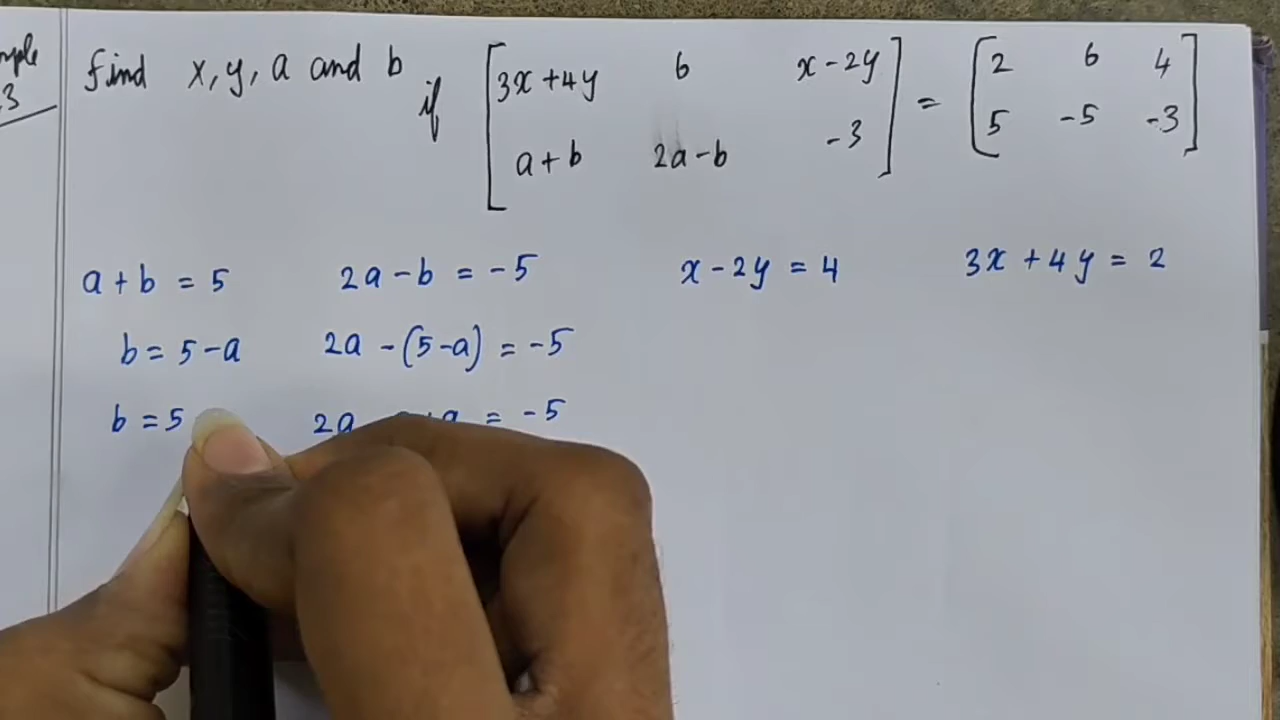 find x, y, a and b if [3x+4y 6 x-2y] = [2 6 4]
[a+b 2a-b -3] [5 -5 -3]
a+b = 5 2a-b = -5 x-2y = 4 3x+4y = 2
b = 5-a 2a-(5-a) = -5
b = 5 2a +a = -5